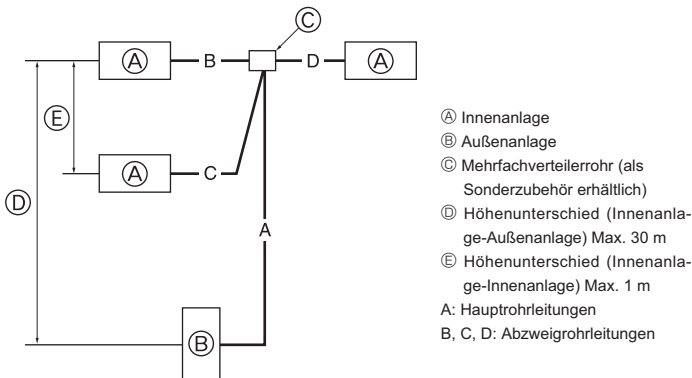 Ⓒ
Ⓐ B D Ⓐ
Ⓔ
Ⓐ C
Ⓓ
A
Ⓑ
Ⓐ Innenanlage
Ⓑ Außenanlage
Ⓒ Mehrfachverteilerrohr (als
Sonderzubehör erhältlich)
Ⓓ Höhenunterschied (Innenanla-
ge-Außenanlage) Max. 30 m
Ⓔ Höhenunterschied (Innenanla-
ge-Innenanlage) Max. 1 m
A: Hauptrohrleitungen
B, C, D: Abzweigrohrleitungen